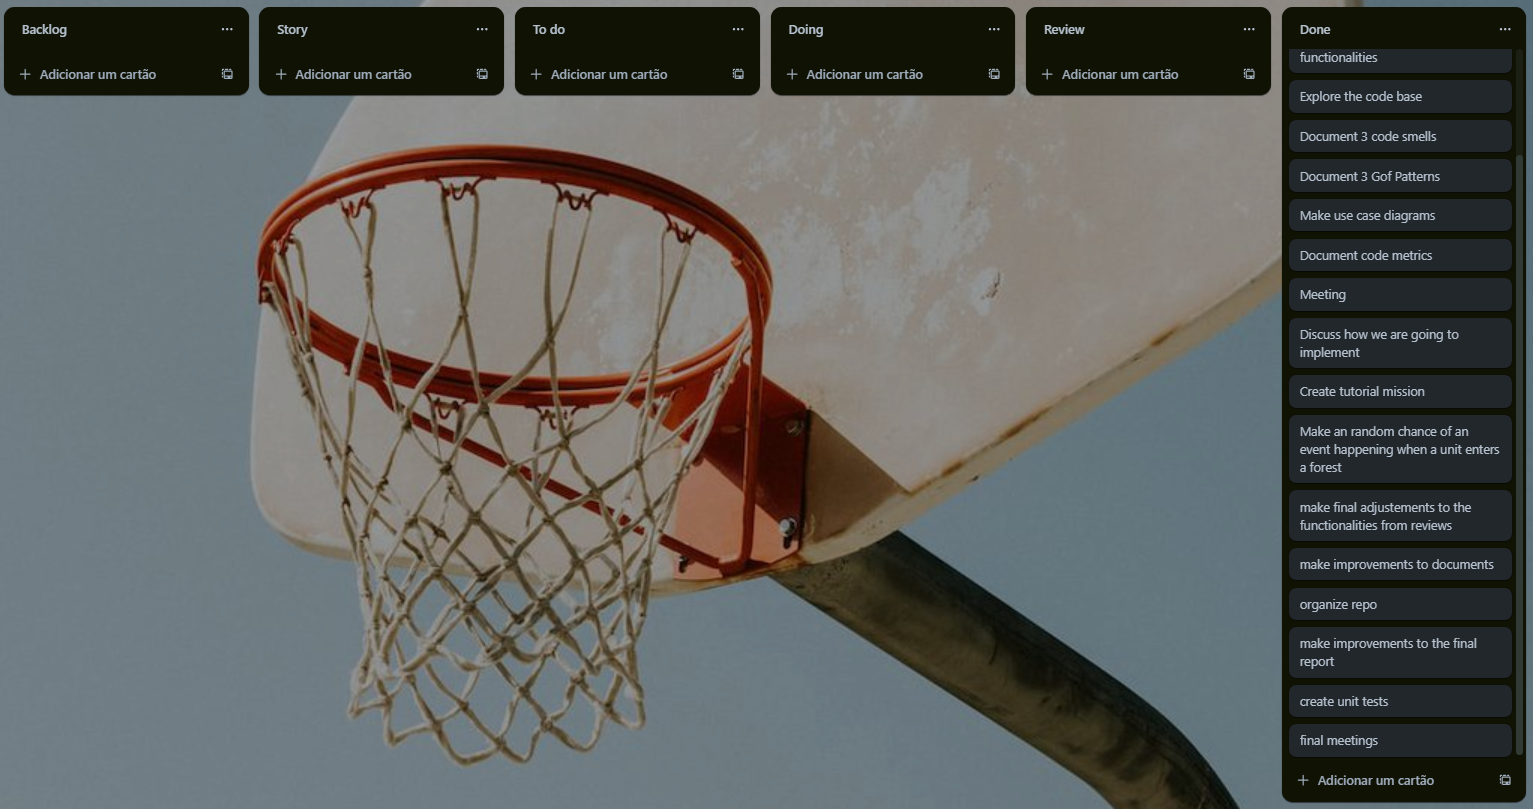 Backlog
Adicionar um cartão
Story
Adicionar um cartão
To do
Adicionar um cartão
Doing
Adicionar um cartão
Review
Adicionar um cartão
Done
functionalities
Explore the code base
Document 3 code smells
Document 3 Gof Patterns
Make use case diagrams
Document code metrics
Meeting
Discuss how we are going to
implement
Create tutorial mission
Make an random chance of an
event happening when a unit enters
a forest
make final adjustements to the
functionalities from reviews
make improvements to documents
organize repo
make improvements to the final
report
create unit tests
final meetings
Adicionar um cartão